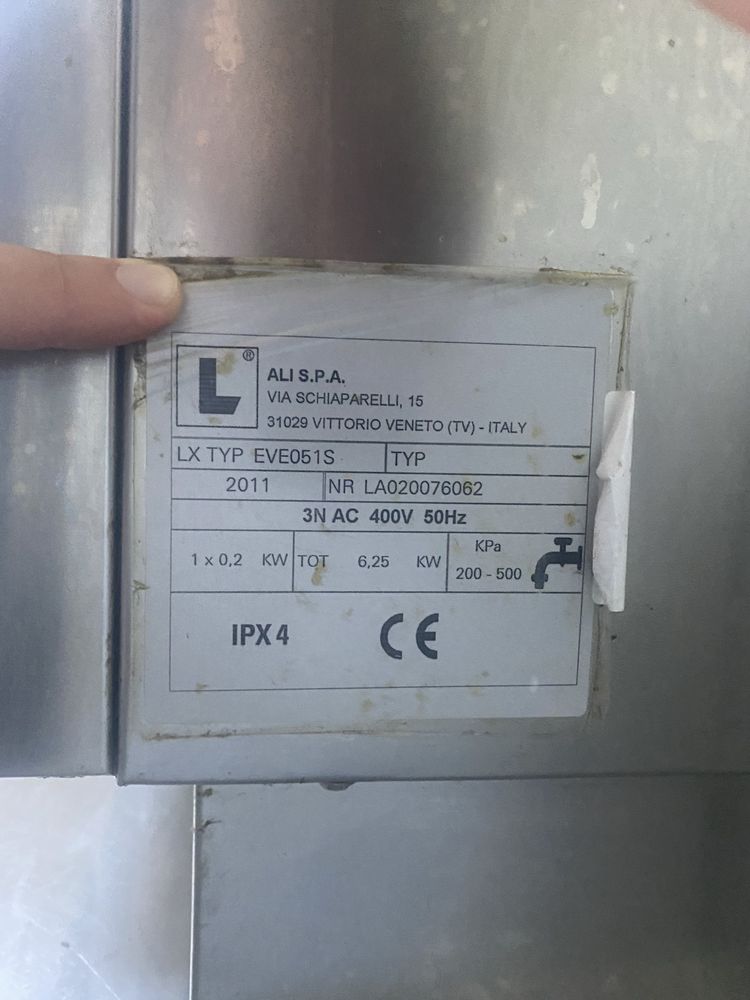 L ®
ALI S.P.A.
VIA SCHIAPARELLI, 15
31029 VITTORIO VENETO (TV) - ITALY
LX TYP EVE051S TYP
2011 NR LA020076062
3N AC 400V 50Hz
1 x 0,2 KW TOT 6,25 KW KPa 200 - 500
IPX4 CE